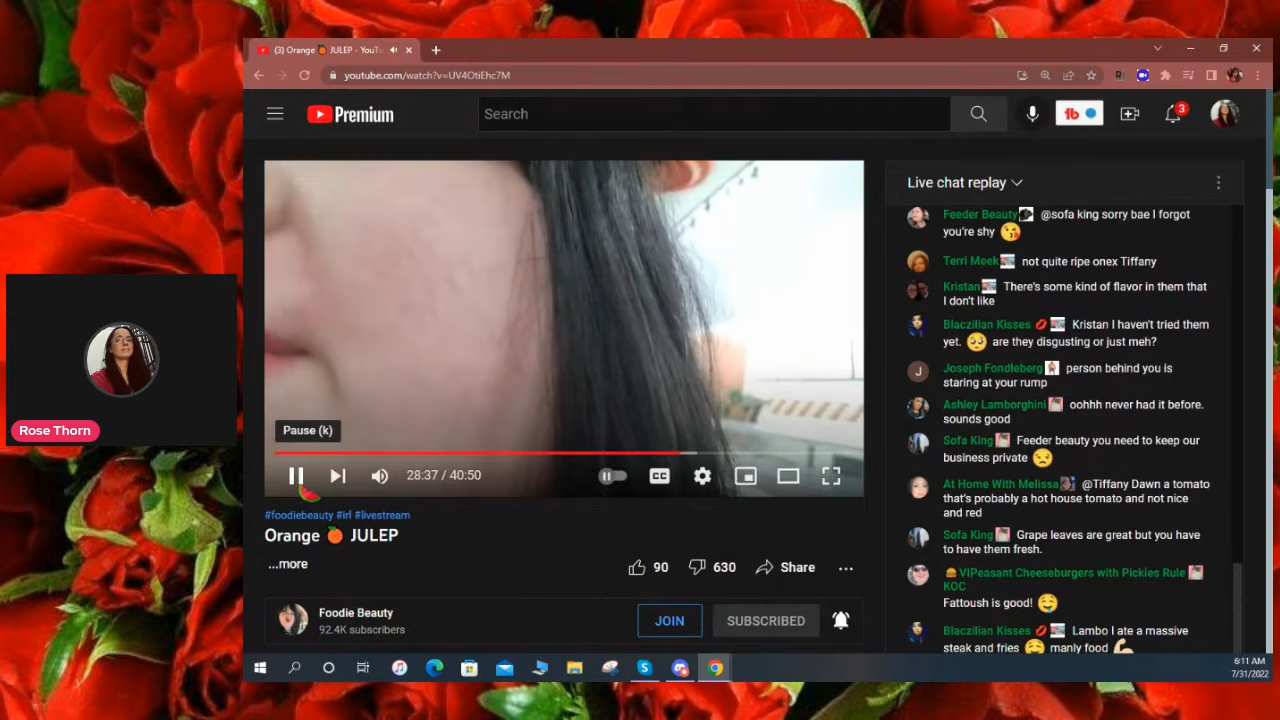 (3) Orange 🍊 JULEP - YouTu
youtube.com/watch?v=UV4OtiEhc7M
Premium
Search
tb
3
Live chat replay
Feeder Beauty @sofa king sorry bae I forgot
you're shy 😘
Terri Meek not quite ripe onex Tiffany
Kristan There's some kind of flavor in them that
I don't like
Blaczilian Kisses 💋 Kristan I haven't tried them
yet. 🥺 are they disgusting or just meh?
J
Joseph Fondleberg person behind you is
staring at your rump
Ashley Lamborghini oohhh never had it before.
sounds good
Sofa King Feeder beauty you need to keep our
business private 😒
At Home With Melissa @Tiffany Dawn a tomato
that's probably a hot house tomato and not nice
and red
Sofa King Grape leaves are great but you have
to have them fresh.
🍔VIPeasant Cheeseburgers with Pickles Rule
KOC
Fattoush is good! 🤤
Blaczilian Kisses 💋 Lambo I ate a massive
steak and fries 🤤 manly food 💪
Pause (k)
28:37 / 40:50
CC
#foodiebeauty #irl #livestream
Orange 🍊 JULEP
...more
90
630
Share
Foodie Beauty
92.4K subscribers
JOIN
SUBSCRIBED
Rose Thorn
6:11 AM
7/31/2022